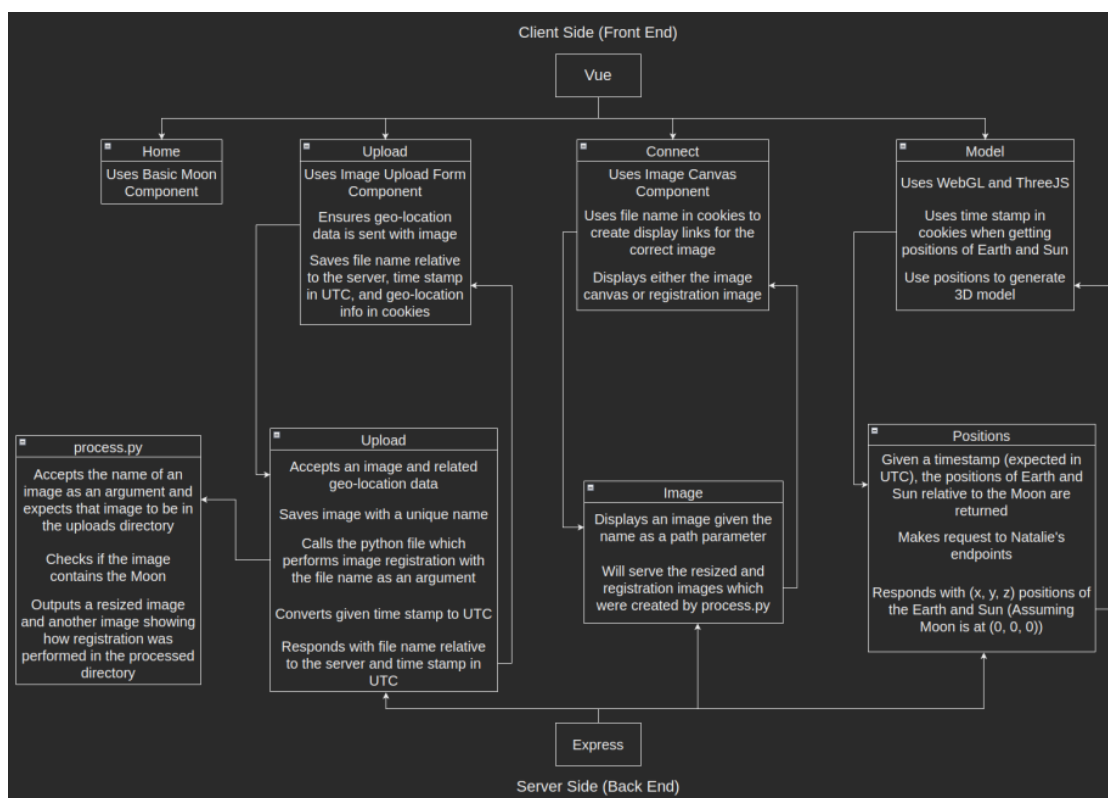 Client Side (Front End)
Vue
Home
Uses Basic Moon
Component
Upload
Uses Image Upload Form
Component
Ensures geo-location
data is sent with image
Saves file name relative
to the server, time stamp
in UTC, and geo-location
info in cookies
Connect
Uses Image Canvas
Component
Uses file name in cookies to
create display links for the
correct image
Displays either the image
canvas or registration image
Model
Uses WebGL and ThreeJS
Uses time stamp in
cookies when getting
positions of Earth and Sun
Use positions to generate
3D model
process.py
Accepts the name of an
image as an argument and
expects that image to be in
the uploads directory
Checks if the image
contains the Moon
Outputs a resized image
and another image showing
how registration was
performed in the processed
directory
Upload
Accepts an image and related
geo-location data
Saves image with a unique name
Calls the python file which
performs image registration with
the file name as an argument
Converts given time stamp to UTC
Responds with file name relative
to the server and time stamp in
UTC
Image
Displays an image given the
name as a path parameter
Will serve the resized and
registration images which
were created by process.py
Positions
Given a timestamp (expected in
UTC), the positions of Earth and
Sun relative to the Moon are
returned
Makes request to Natalie's
endpoints
Responds with (x, y, z) positions
of the Earth and Sun (Assuming
Moon is at (0, 0, 0))
Express
Server Side (Back End)